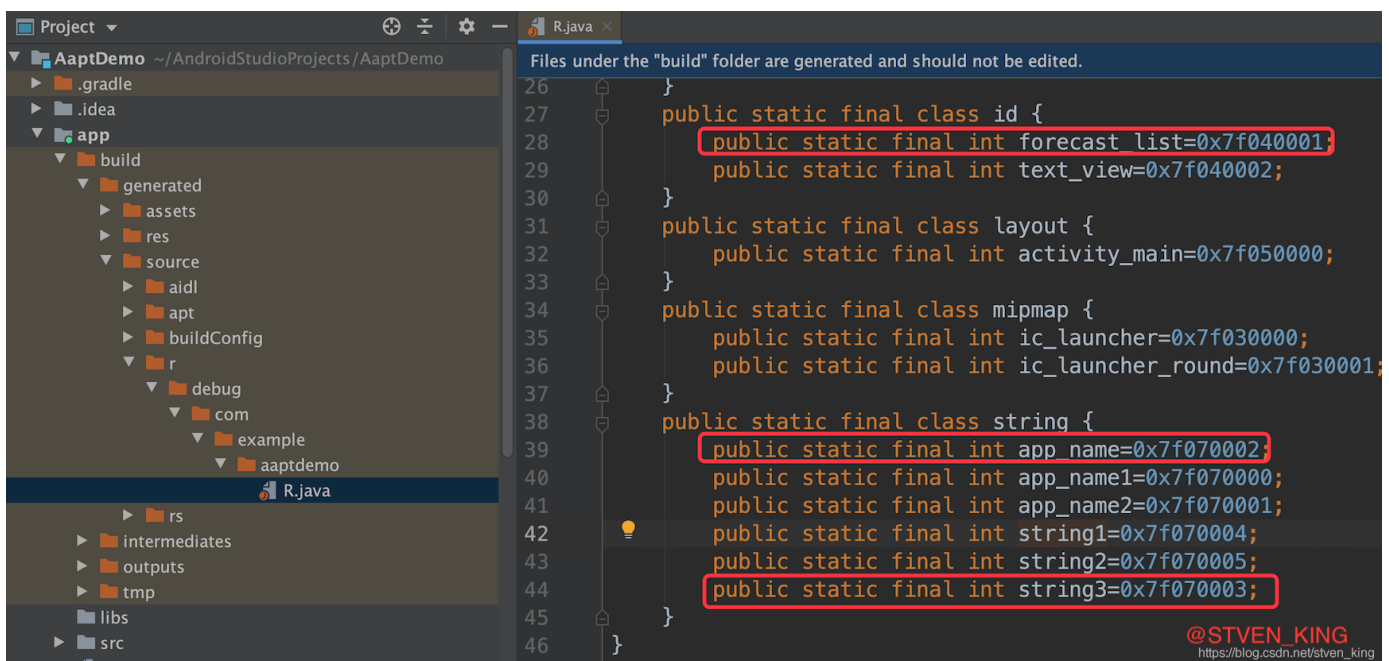 Project
AaptDemo ~/AndroidStudioProjects/AaptDemo
.gradle
.idea
app
build
generated
assets
res
source
aidl
apt
buildConfig
r
debug
com
example
aaptdemo
R.java
rs
intermediates
outputs
tmp
libs
src
R.java
Files under the "build" folder are generated and should not be edited.
26 }
27 public static final class id {
28 public static final int forecast_list=0x7f040001;
29 public static final int text_view=0x7f040002;
30 }
31 public static final class layout {
32 public static final int activity_main=0x7f050000;
33 }
34 public static final class mipmap {
35 public static final int ic_launcher=0x7f030000;
36 public static final int ic_launcher_round=0x7f030001;
37 }
38 public static final class string {
39 public static final int app_name=0x7f070002;
40 public static final int app_name1=0x7f070000;
41 public static final int app_name2=0x7f070001;
42 public static final int string1=0x7f070004;
43 public static final int string2=0x7f070005;
44 public static final int string3=0x7f070003;
45 }
46 }
@STVEN_KING
https://blog.csdn.net/stven_king